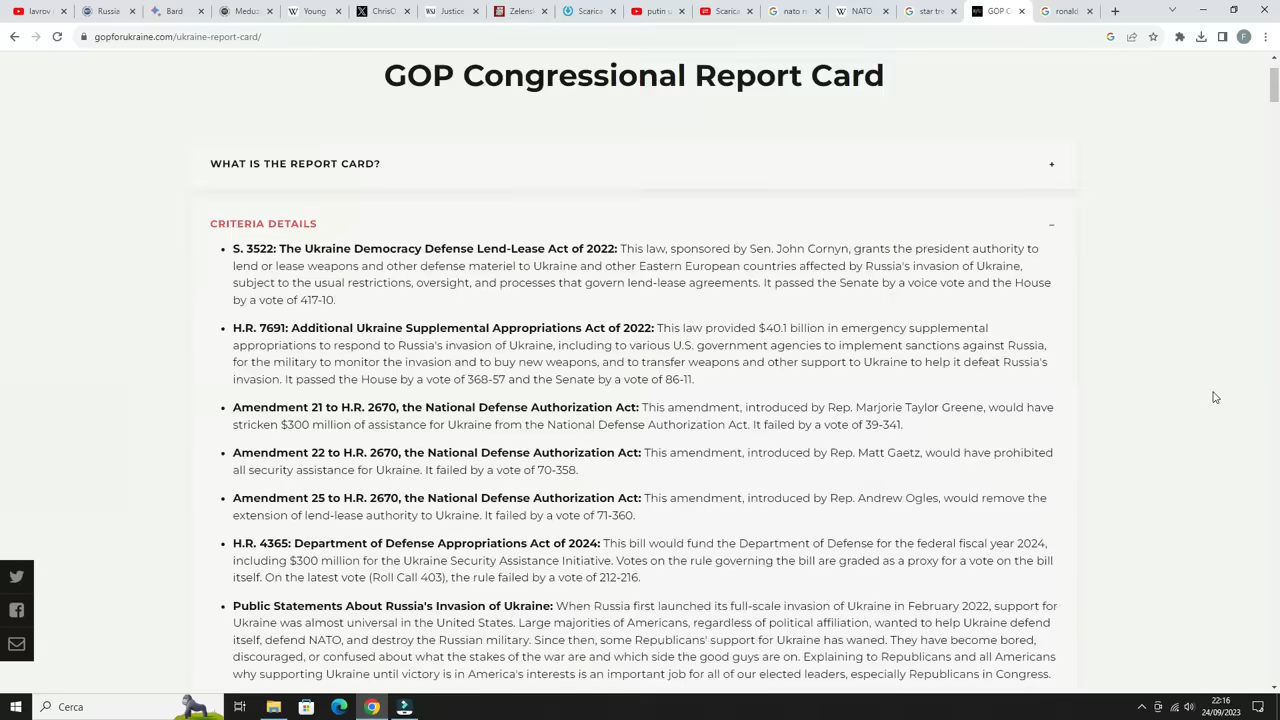 lavrov
Russia
Bard
Meduz
Young
ChrisO
Justice
Zelens
Scarica
putin u
Scarica
nato n
NATO
star tre
GOP C
ronald
gopforukraine.com/ukraine-report-card/
F
GOP Congressional Report Card
WHAT IS THE REPORT CARD?
+
CRITERIA DETAILS
–
• S. 3522: The Ukraine Democracy Defense Lend-Lease Act of 2022: This law, sponsored by Sen. John Cornyn, grants the president authority to
lend or lease weapons and other defense materiel to Ukraine and other Eastern European countries affected by Russia's invasion of Ukraine,
subject to the usual restrictions, oversight, and processes that govern lend-lease agreements. It passed the Senate by a voice vote and the House
by a vote of 417-10.
• H.R. 7691: Additional Ukraine Supplemental Appropriations Act of 2022: This law provided $40.1 billion in emergency supplemental
appropriations to respond to Russia's invasion of Ukraine, including to various U.S. government agencies to implement sanctions against Russia,
for the military to monitor the invasion and to buy new weapons, and to transfer weapons and other support to Ukraine to help it defeat Russia's
invasion. It passed the House by a vote of 368-57 and the Senate by a vote of 86-11.
• Amendment 21 to H.R. 2670, the National Defense Authorization Act: This amendment, introduced by Rep. Marjorie Taylor Greene, would have
stricken $300 million of assistance for Ukraine from the National Defense Authorization Act. It failed by a vote of 39-341.
• Amendment 22 to H.R. 2670, the National Defense Authorization Act: This amendment, introduced by Rep. Matt Gaetz, would have prohibited
all security assistance for Ukraine. It failed by a vote of 70-358.
• Amendment 25 to H.R. 2670, the National Defense Authorization Act: This amendment, introduced by Rep. Andrew Ogles, would remove the
extension of lend-lease authority to Ukraine. It failed by a vote of 71-360.
• H.R. 4365: Department of Defense Appropriations Act of 2024: This bill would fund the Department of Defense for the federal fiscal year 2024,
including $300 million for the Ukraine Security Assistance Initiative. Votes on the rule governing the bill are graded as a proxy for a vote on the bill
itself. On the latest vote (Roll Call 403), the rule failed by a vote of 212-216.
• Public Statements About Russia's Invasion of Ukraine: When Russia first launched its full-scale invasion of Ukraine in February 2022, support for
Ukraine was almost universal in the United States. Large majorities of Americans, regardless of political affiliation, wanted to help Ukraine defend
itself, defend NATO, and destroy the Russian military. Since then, some Republicans' support for Ukraine has waned. They have become bored,
discouraged, or confused about what the stakes of the war are and which side the good guys are on. Explaining to Republicans and all Americans
why supporting Ukraine until victory is in America's interests is an important job for all of our elected leaders, especially Republicans in Congress.
Cerca
22:16
24/09/2023